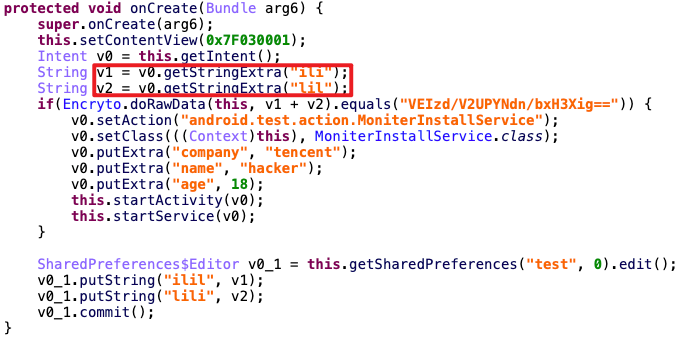 protected void onCreate(Bundle arg6) {
super.onCreate(arg6);
this.setContentView(0x7F030001);
Intent v0 = this.getIntent();
String v1 = v0.getStringExtra("ili");
String v2 = v0.getStringExtra("lil");
if(Encryto.doRawData(this, v1 + v2).equals("VEIzd/V2UPYNdn/bxH3Xig==")) {
v0.setAction("android.test.action.MoniterInstallService");
v0.setClass(((Context)this), MoniterInstallService.class);
v0.putExtra("company", "tencent");
v0.putExtra("name", "hacker");
v0.putExtra("age", 18);
this.startActivity(v0);
this.startService(v0);
}
SharedPreferences$Editor v0_1 = this.getSharedPreferences("test", 0).edit();
v0_1.putString("ilil", v1);
v0_1.putString("lili", v2);
v0_1.commit();
}